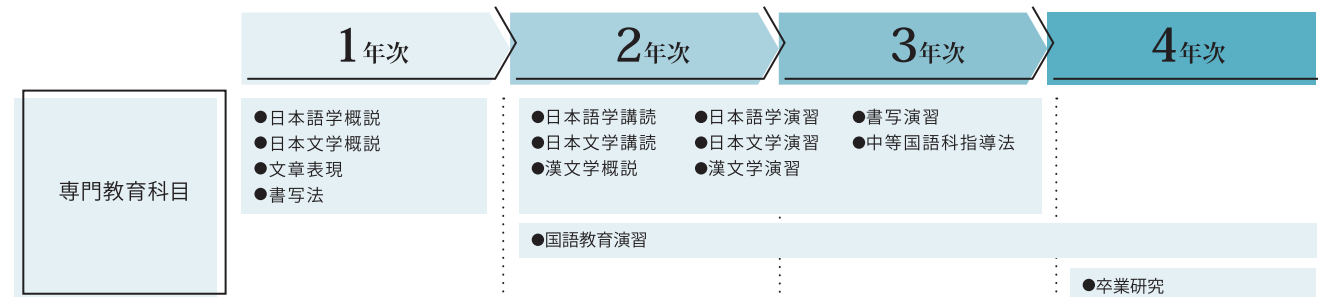 1年次
2年次
3年次
4年次
専門教育科目
●日本語学概説
●日本文学概説
●文章表現
●書写法
●日本語学講読
●日本文学講読
●漢文学概説
●日本語学演習
●日本文学演習
●漢文学演習
●書写演習
●中等国語科指導法
●国語教育演習
●卒業研究